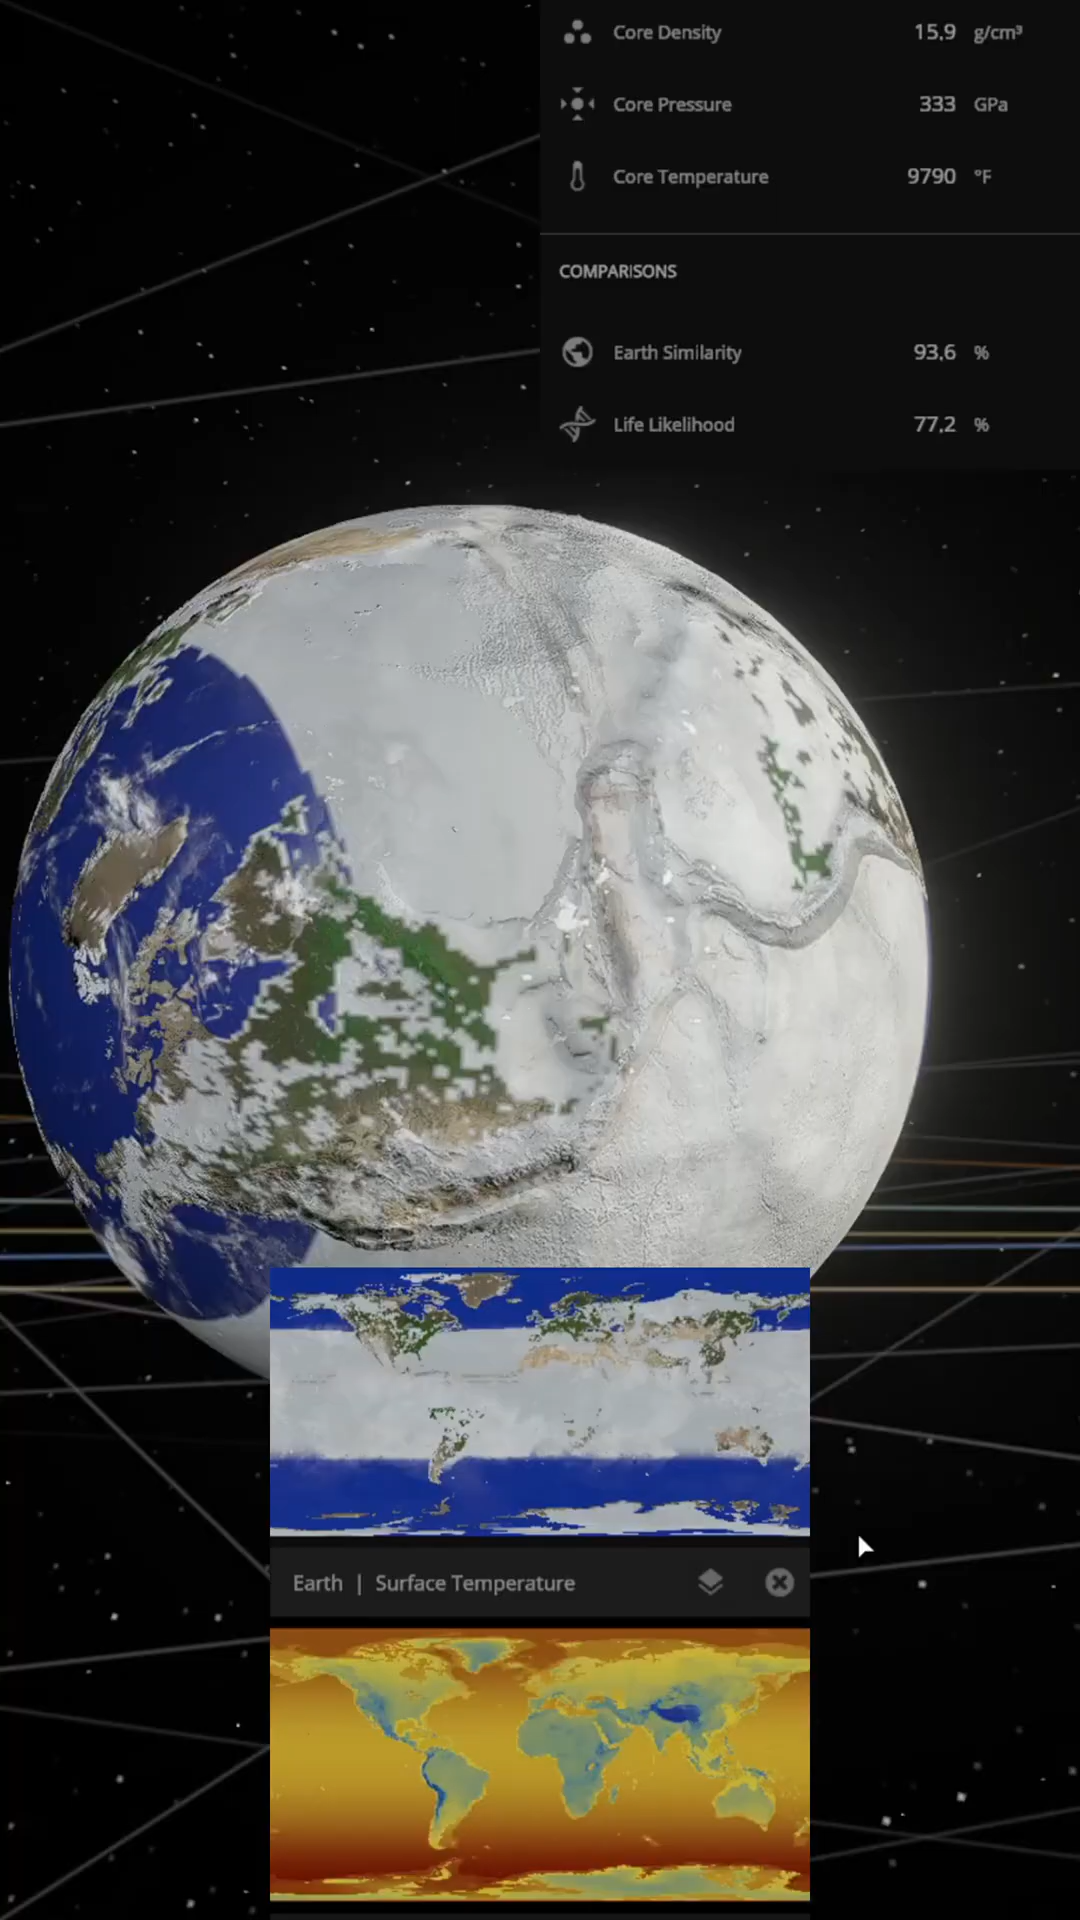 Core Density 15,9 g/cm³
Core Pressure 333 GPa
Core Temperature 9790 °F
COMPARISONS
Earth Similarity 93,6 %
Life Likelihood 77,2 %
Earth | Surface Temperature